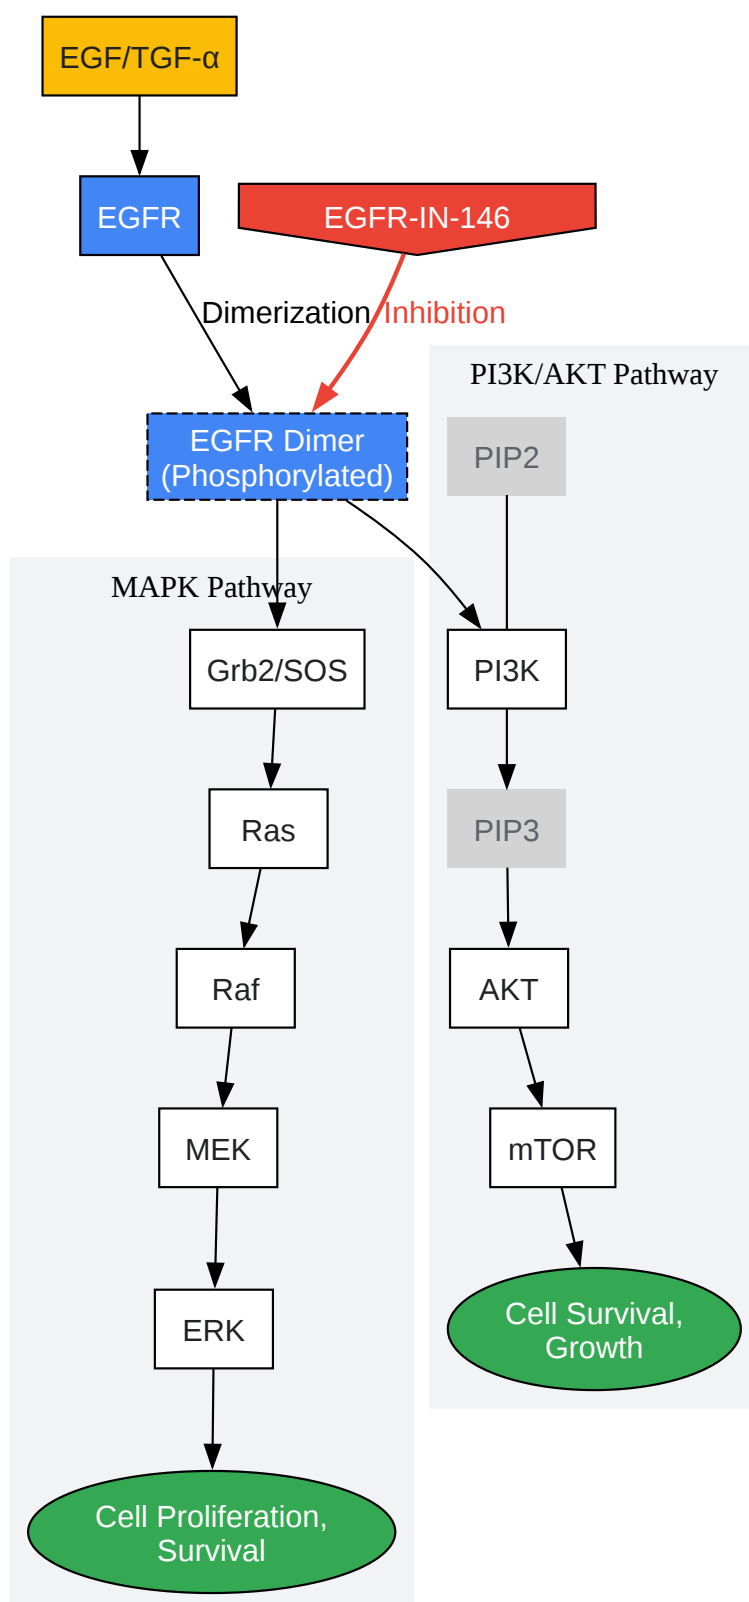 EGF/TGF-α
EGFR
EGFR-IN-146
Dimerization
Inhibition
PI3K/AKT Pathway
EGFR Dimer
(Phosphorylated)
PIP2
MAPK Pathway
Grb2/SOS
PI3K
Ras
PIP3
Raf
AKT
MEK
mTOR
ERK
Cell Survival,
Growth
Cell Proliferation,
Survival